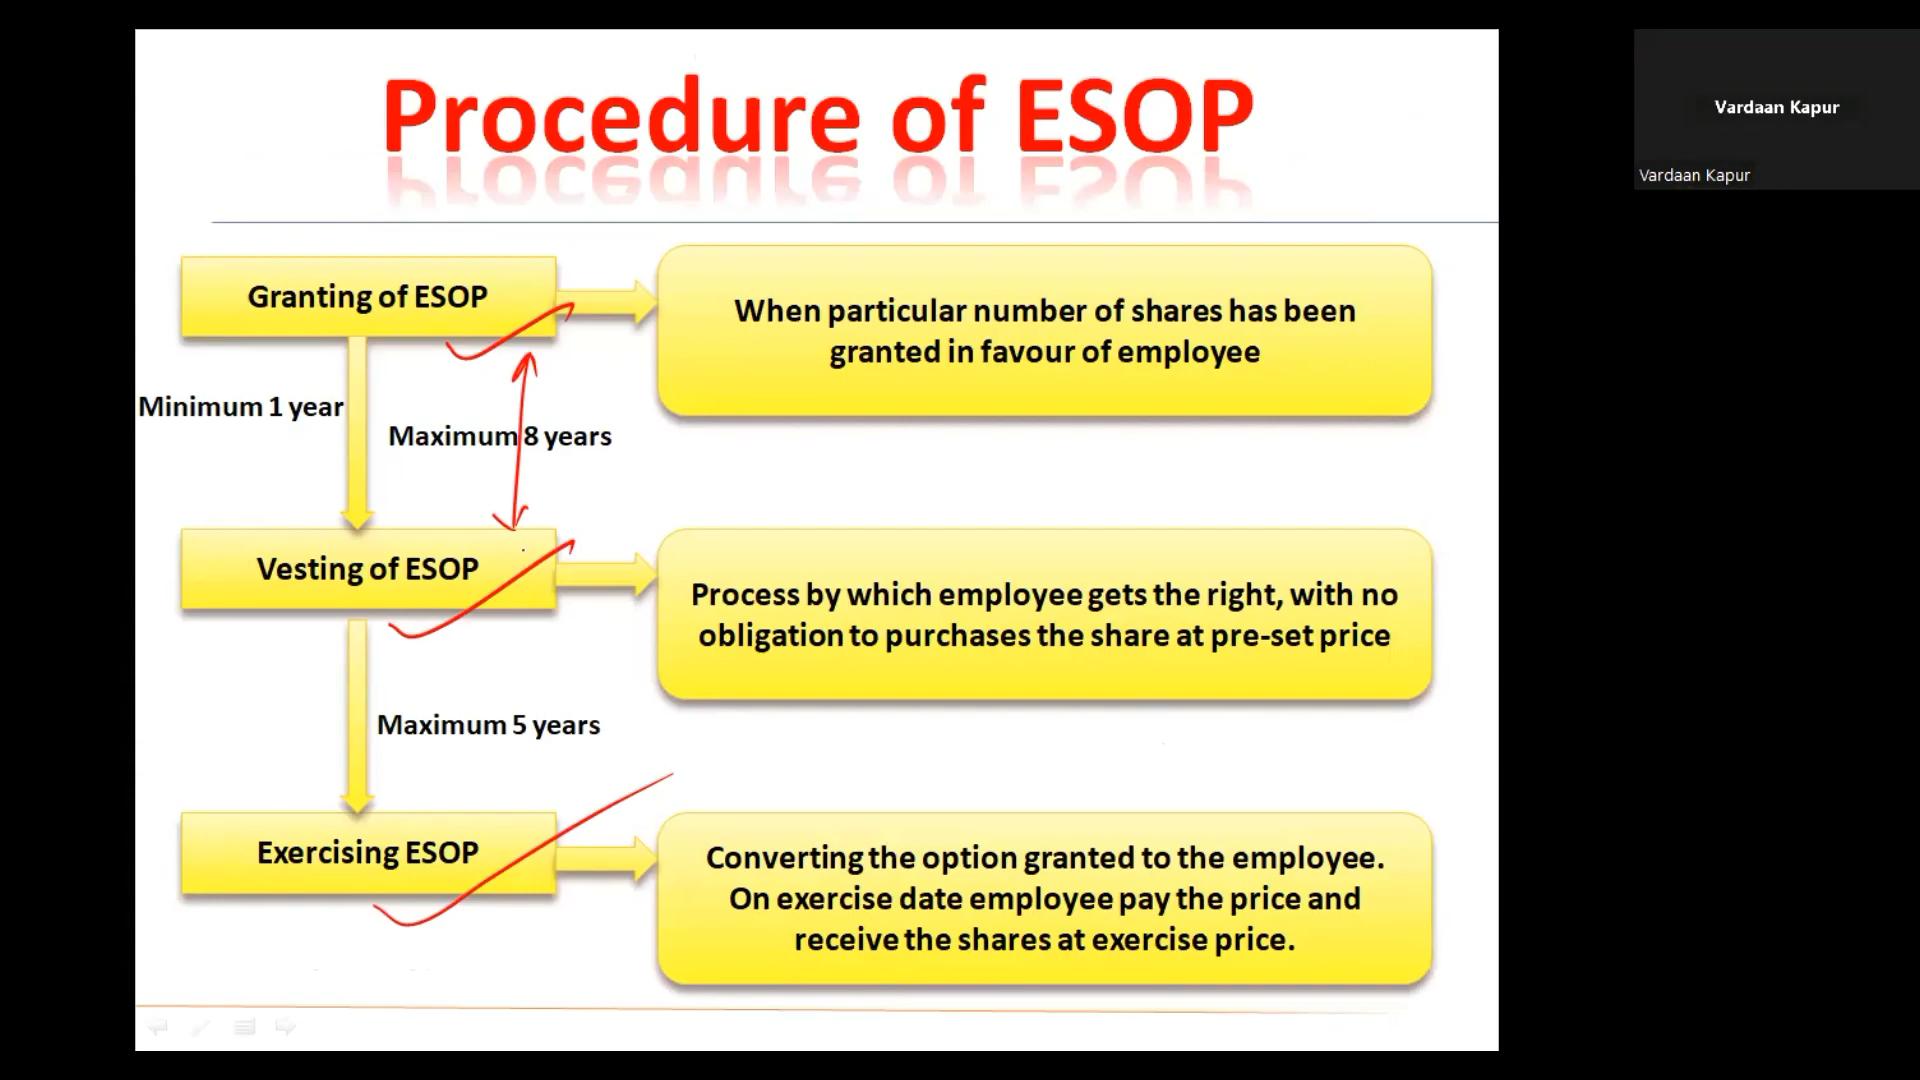 Procedure of ESOP
Vardaan Kapur
Vardaan Kapur
Granting of ESOP
When particular number of shares has been
granted in favour of employee
Minimum 1 year
Maximum 8 years
Vesting of ESOP
Process by which employee gets the right, with no
obligation to purchases the share at pre-set price
Maximum 5 years
Exercising ESOP
Converting the option granted to the employee.
On exercise date employee pay the price and
receive the shares at exercise price.